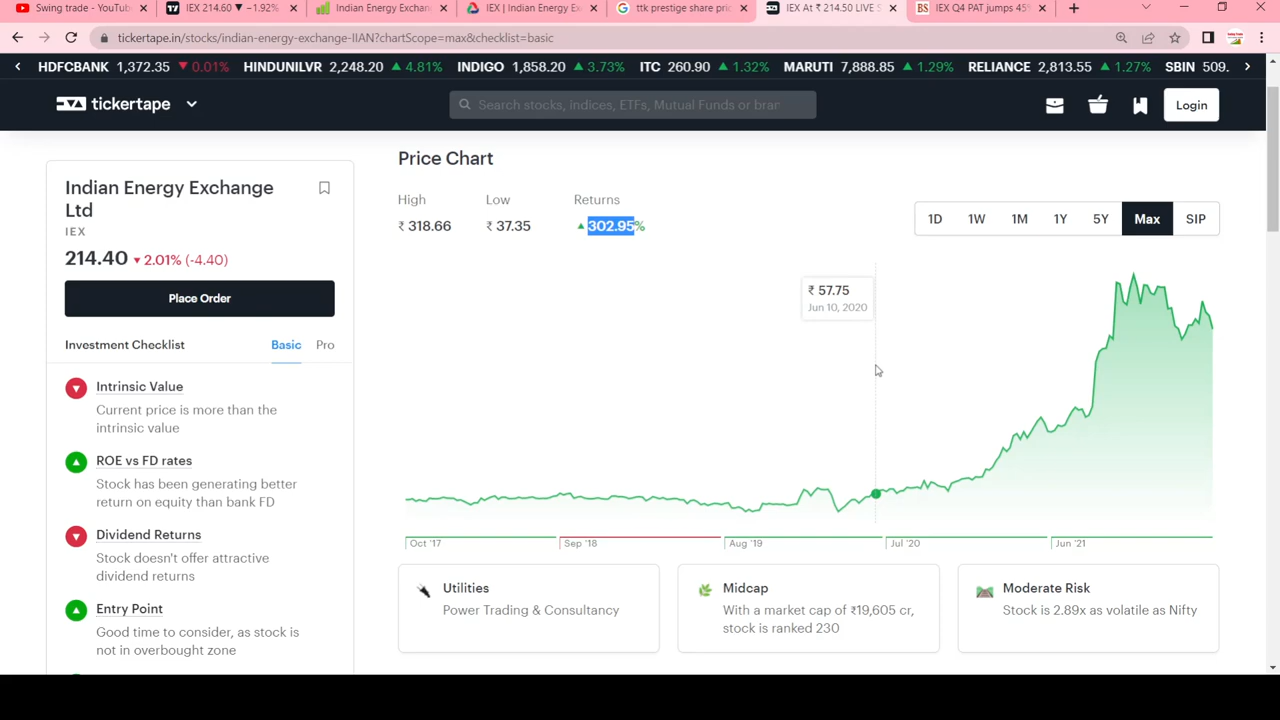 Swing trade - YouTub
IEX 214.60 ▼ −1.92%
Indian Energy Exchanc
IEX | Indian Energy Ex
ttk prestige share pric
IEX At ₹ 214.50 LIVE S
BS IEX Q4 PAT jumps 45%
tickertape.in/stocks/indian-energy-exchange-IIAN?chartScope=max&checklist=basic
HDFCBANK 1,372.35 ▼ 0.01% HINDUNILVR 2,248.20 ▲ 4.81% INDIGO 1,858.20 ▲ 3.73% ITC 260.90 ▲ 1.32% MARUTI 7,888.85 ▲ 1.29% RELIANCE 2,813.55 ▲ 1.27% SBIN 509.
tickertape
Search stocks, indices, ETFs, Mutual Funds or bran
Login
Indian Energy Exchange
Ltd
IEX
214.40 ▼ 2.01% (-4.40)
Place Order
Investment Checklist Basic Pro
Intrinsic Value
Current price is more than the
intrinsic value
ROE vs FD rates
Stock has been generating better
return on equity than bank FD
Dividend Returns
Stock doesn't offer attractive
dividend returns
Entry Point
Good time to consider, as stock is
not in overbought zone
Price Chart
High Low Returns
₹ 318.66 ₹ 37.35 ▲ 302.95%
1D 1W 1M 1Y 5Y Max SIP
₹ 57.75
Jun 10, 2020
Oct '17 Sep '18 Aug '19 Jul '20 Jun '21
Utilities
Power Trading & Consultancy
Midcap
With a market cap of ₹19,605 cr,
stock is ranked 230
Moderate Risk
Stock is 2.89x as volatile as Nifty